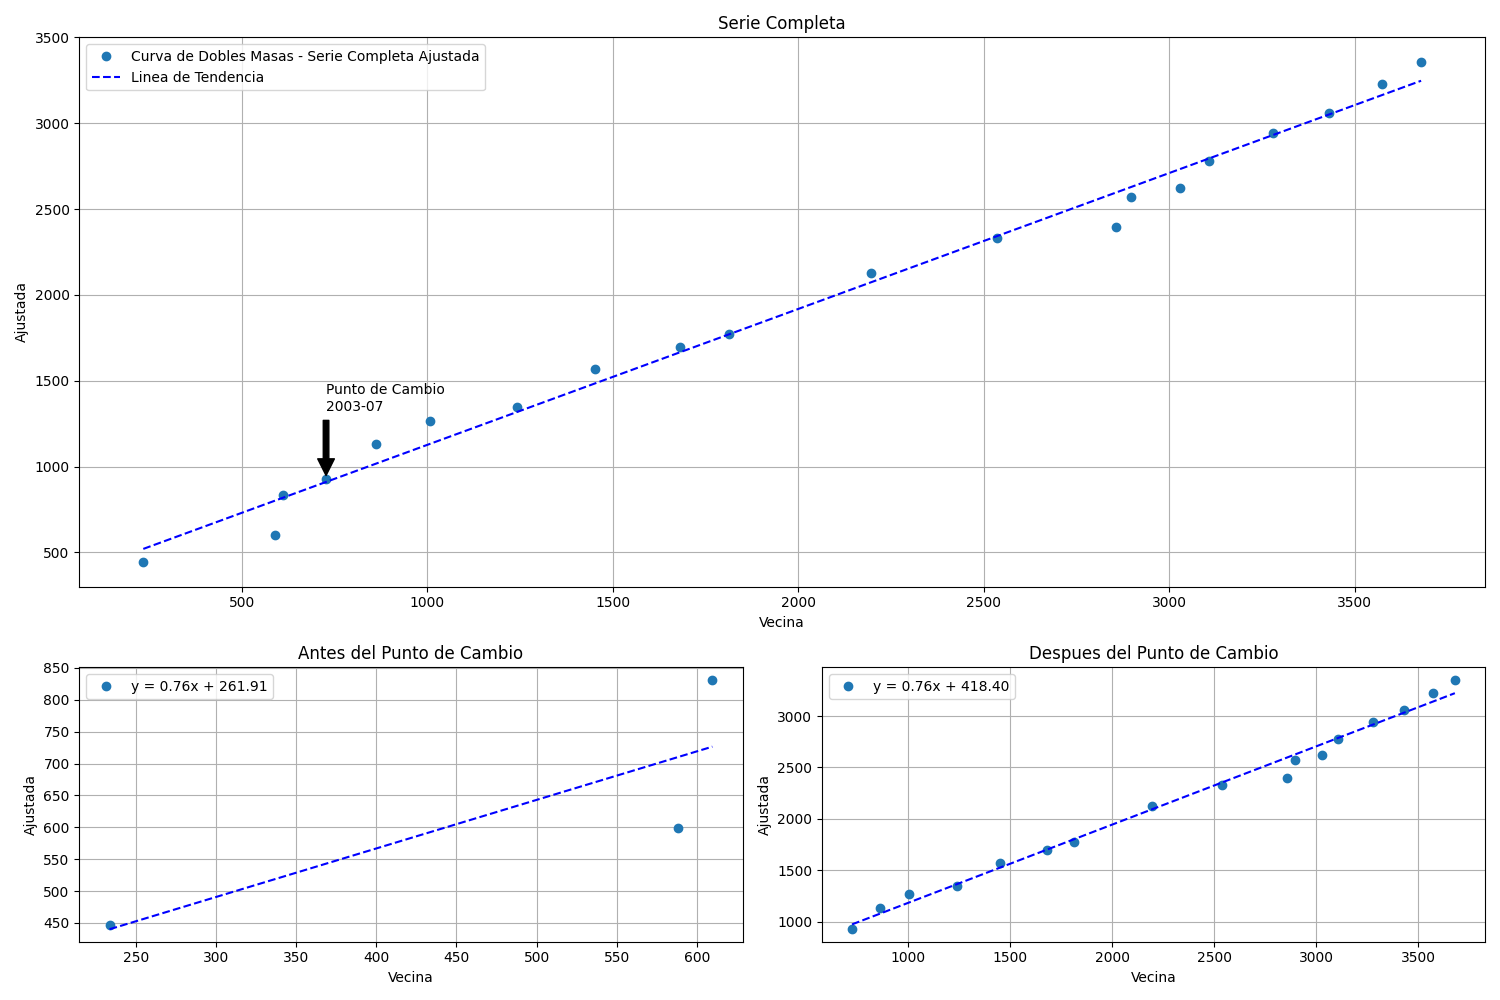 Serie Completa
Curva de Dobles Masas - Serie Completa Ajustada
Linea de Tendencia
Punto de Cambio
2003-07
Ajustada
3500
3000
2500
2000
1500
1000
500
500 1000 1500 2000 2500 3000 3500
Vecina
Antes del Punto de Cambio
y = 0.76x + 261.91
Ajustada
850
800
750
700
650
600
550
500
450
250 300 350 400 450 500 550 600
Vecina
Despues del Punto de Cambio
y = 0.76x + 418.40
Ajustada
3000
2500
2000
1500
1000
1000 1500 2000 2500 3000 3500
Vecina